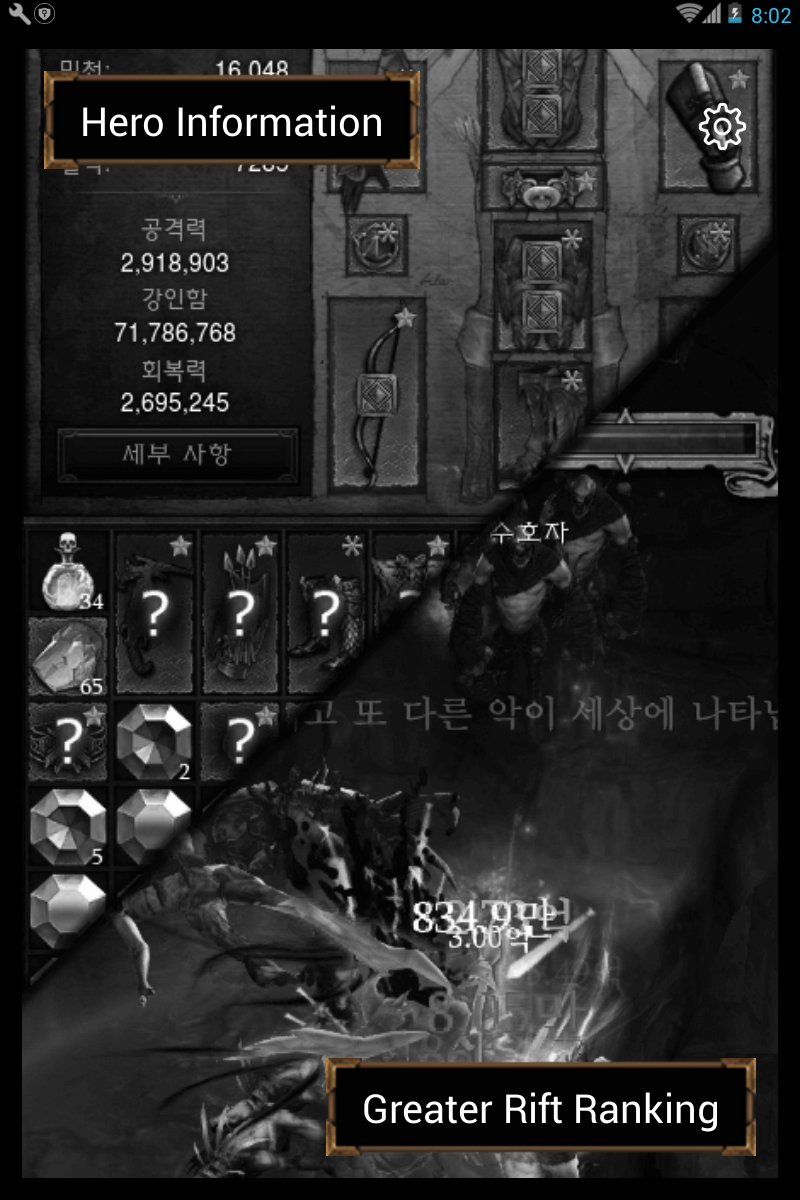 8:02
민첩: 16,048
Hero Information
공격력
2,918,903
강인함
71,786,768
회복력
2,695,245
세부 사항
수호자
34
? ? ?
65
고 또 다른 악이 세상에 나타
? ?
2
5
834.9만
3.00억
Greater Rift Ranking